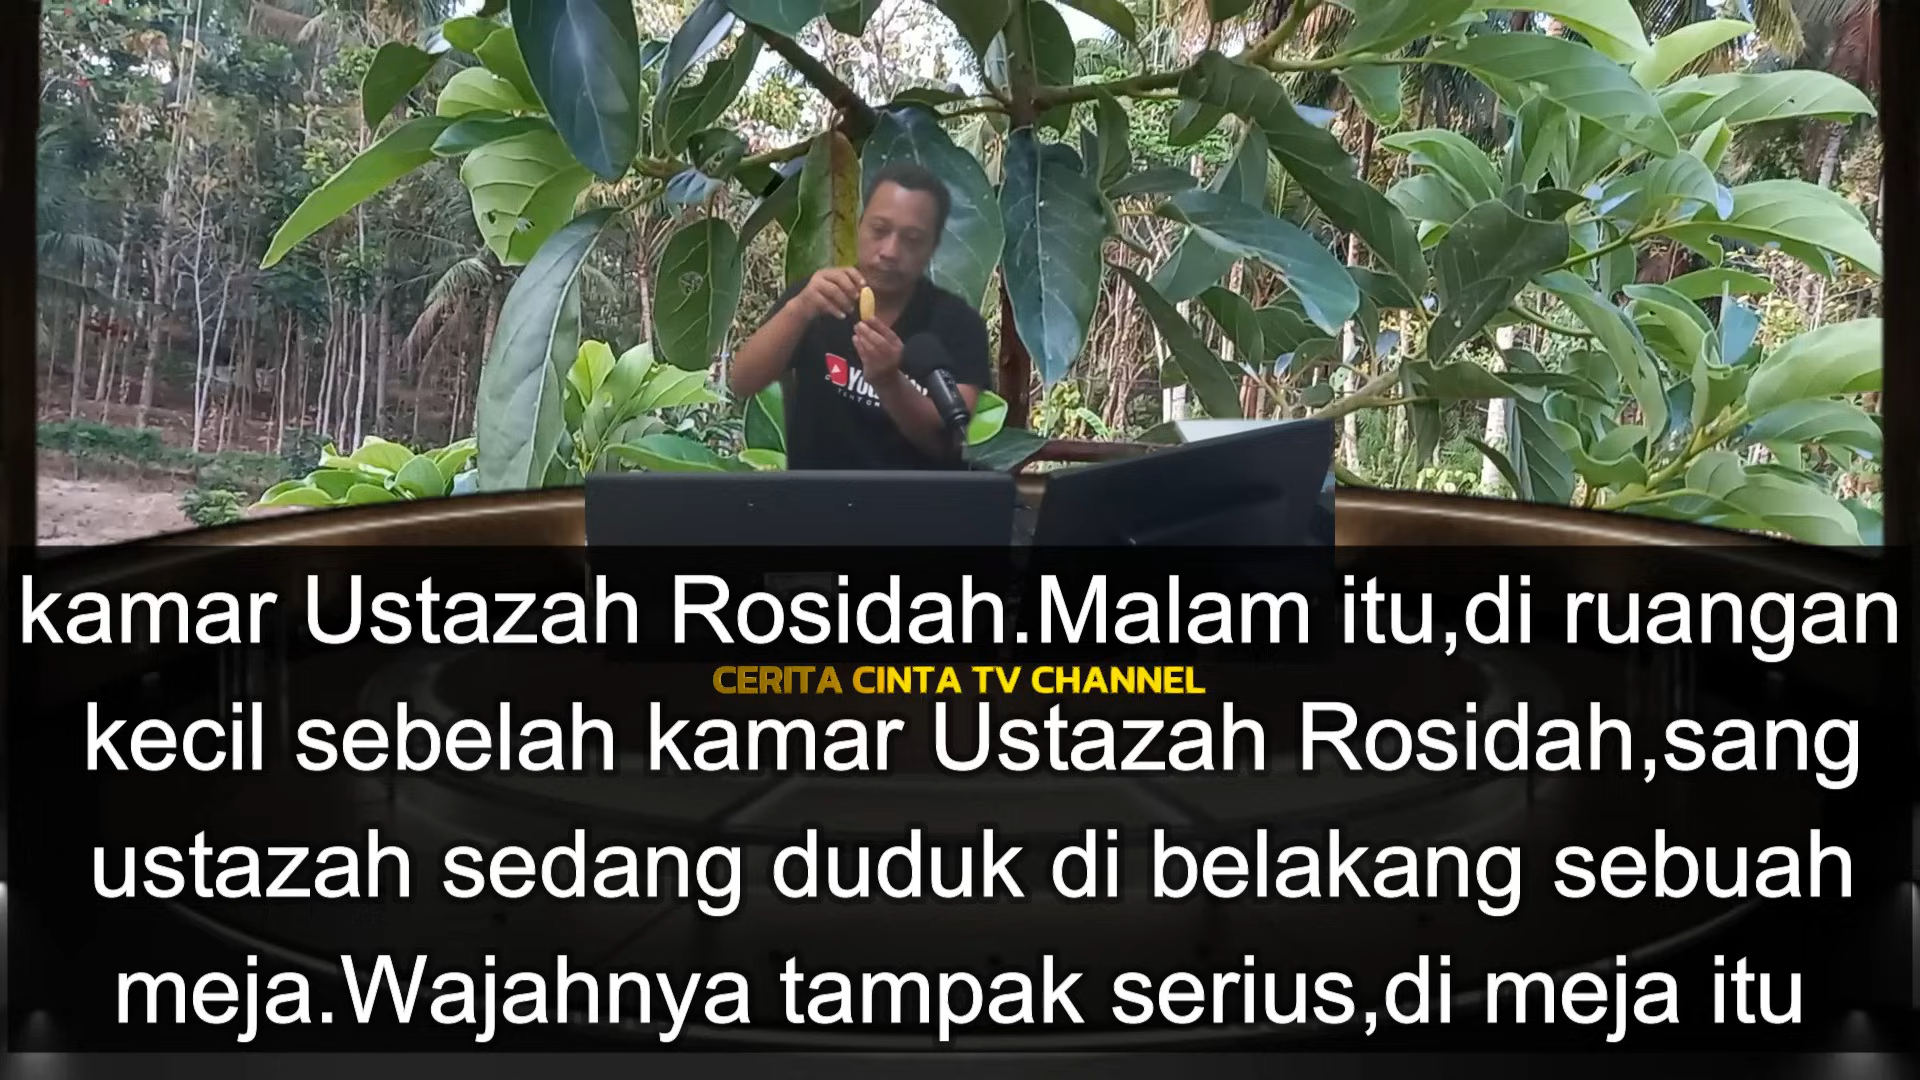 kamar Ustazah Rosidah.Malam itu,di ruangan
CERITA CINTA TV CHANNEL
kecil sebelah kamar Ustazah Rosidah,sang
ustazah sedang duduk di belakang sebuah
meja.Wajahnya tampak serius,di meja itu